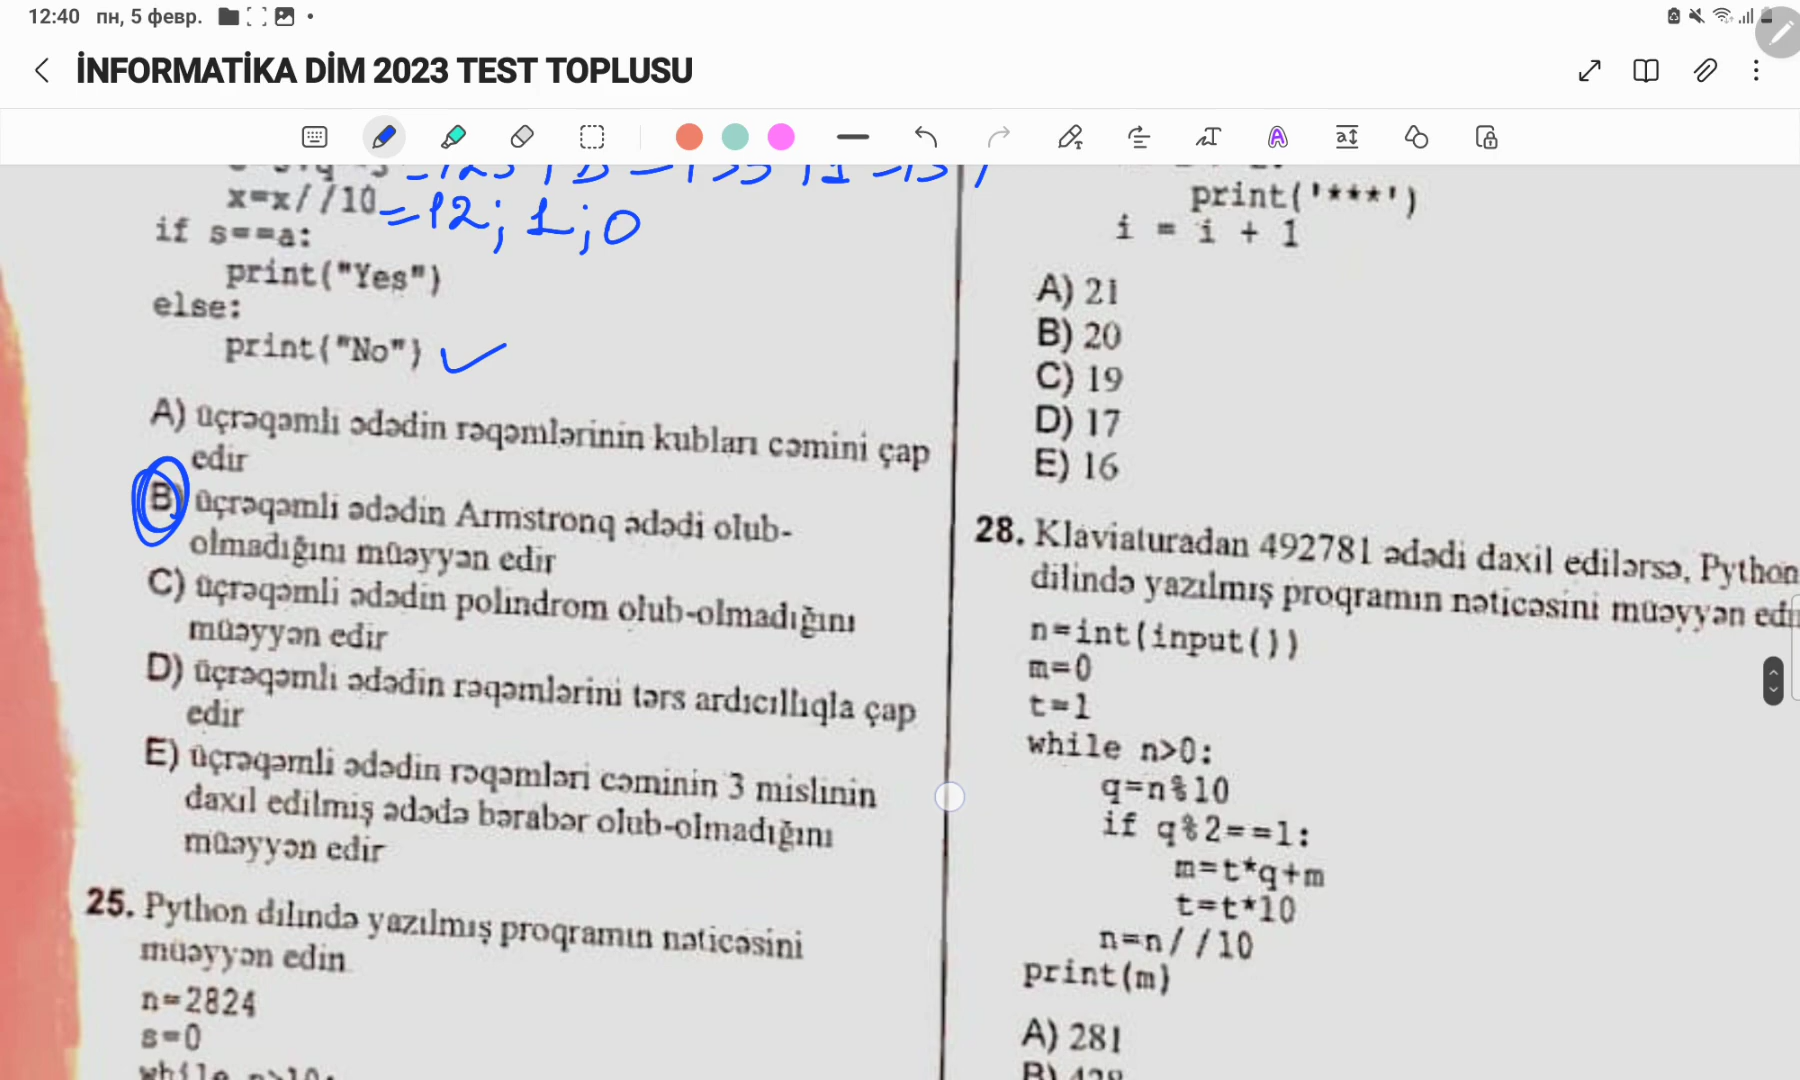 12:40 пн, 5 февр.
İNFORMATİKA DİM 2023 TEST TOPLUSU
x=x//10 =12; 1; 0
if s==a:
print("Yes")
else:
print("No")
A) üçrəqəmli ədədin rəqəmlərinin kubları cəmini çap
edir
B) üçrəqəmli ədədin Armstronq ədədi olub-
olmadığını müəyyən edir
C) üçrəqəmli ədədin polindrom olub-olmadığını
müəyyən edir
D) üçrəqəmli ədədin rəqəmlərini tərs ardıcıllıqla çap
edir
E) üçrəqəmli ədədin rəqəmləri cəminin 3 mislinin
daxil edilmiş ədədə bərabər olub-olmadığını
müəyyən edir
25. Python dilində yazılmış proqramın nəticəsini
müəyyən edin
n=2824
s=0
while n>10:
print('***')
i = i + 1
A) 21
B) 20
C) 19
D) 17
E) 16
28. Klaviaturadan 492781 ədədi daxil edilərsə, Python
dilində yazılmış proqramın nəticəsini müəyyən edi
n=int(input())
m=0
t=1
while n>0:
q=n%10
if q%2==1:
m=t*q+m
t=t*10
n=n//10
print(m)
A) 281
B) 428